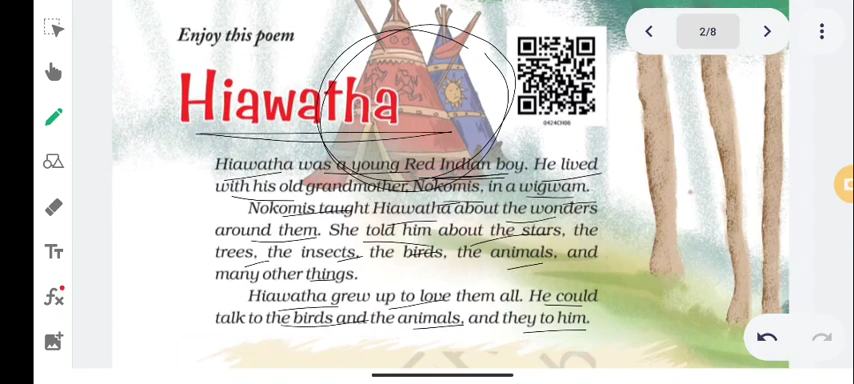 Enjoy this poem
2/8
Hiawatha
0424CH06
Hiawatha was a young Red Indian boy. He lived
with his old grandmother, Nokomis, in a wigwam.
Nokomis taught Hiawatha about the wonders
around them. She told him about the stars, the
trees, the insects, the birds, the animals, and
many other things.
Hiawatha grew up to love them all. He could
talk to the birds and the animals, and they to him.
Tт
fx